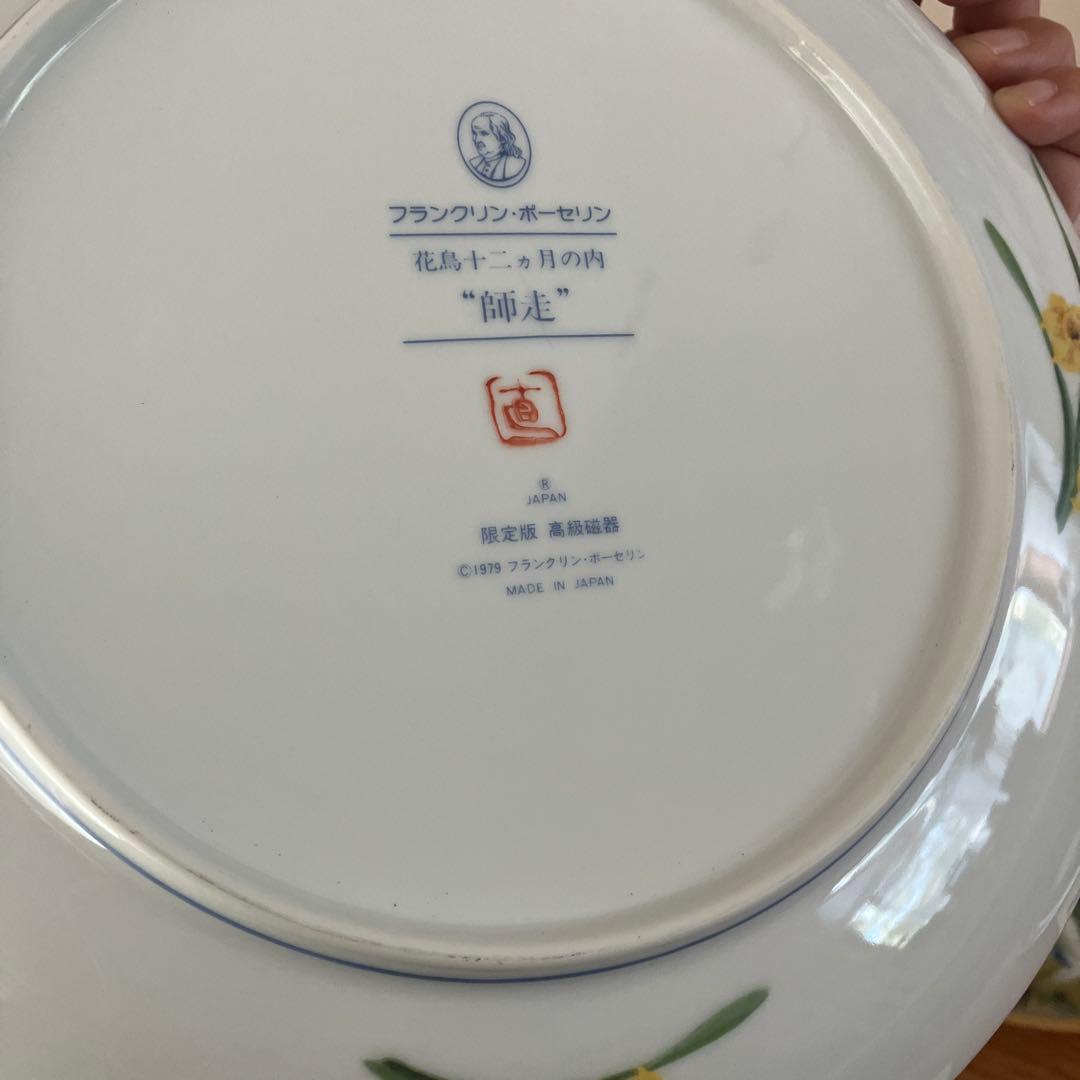 フランクリン・ポーセリン
花鳥十二ヵ月の内
“師走”
直
®
JAPAN
限定版 高級磁器
©1979 フランクリン・ポーセリン
MADE IN JAPAN